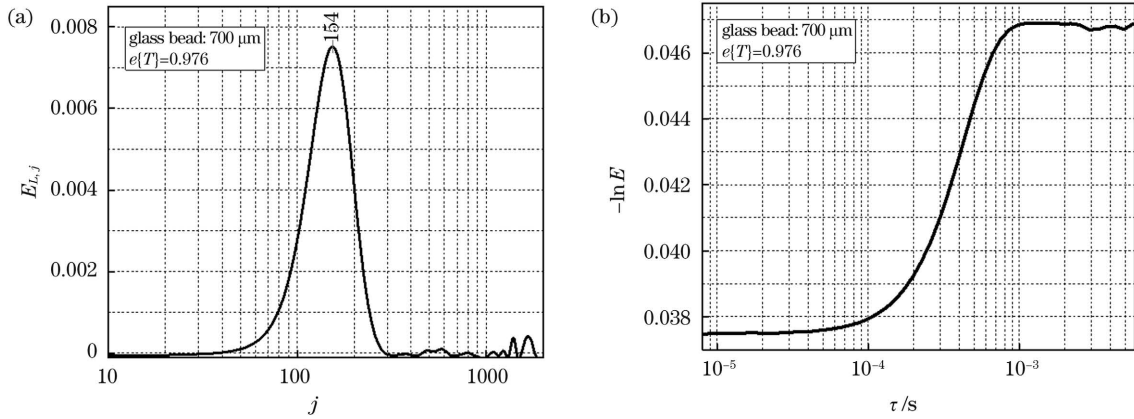 (a)
0.008
0.006
0.004
0.002
0
E_{L,j}
glass bead: 700 μm
e{T}=0.976
154
10
100
1000
j
(b)
0.046
0.044
0.042
0.040
0.038
−ln E
glass bead: 700 μm
e{T}=0.976
10⁻⁵
10⁻⁴
10⁻³
τ/s